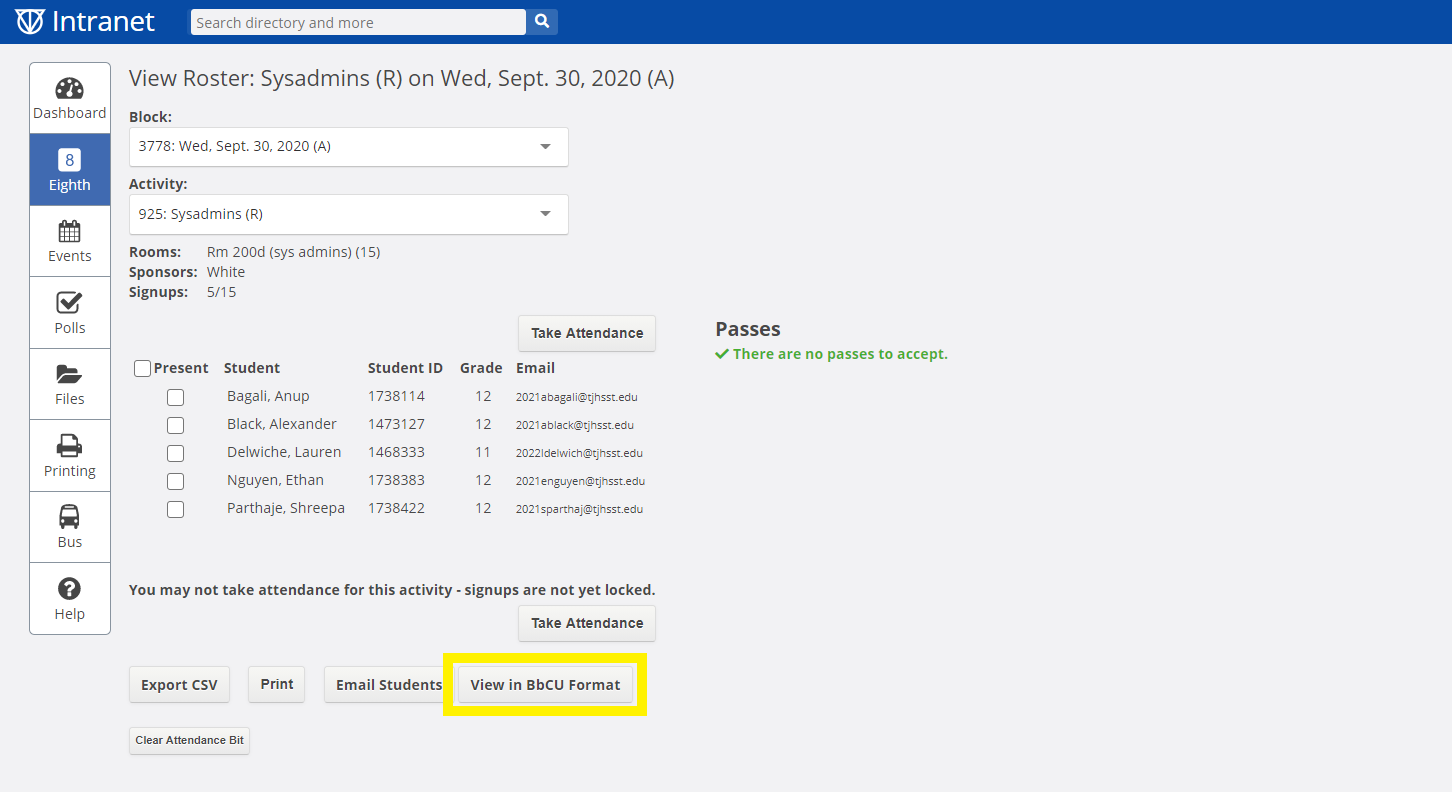 Intranet
Search directory and more
View Roster: Sysadmins (R) on Wed, Sept. 30, 2020 (A)
Dashboard
8
Eighth
Events
Polls
Files
Printing
Bus
?
Help
Block:
3778: Wed, Sept. 30, 2020 (A)
Activity:
925: Sysadmins (R)
Rooms: Rm 200d (sys admins) (15)
Sponsors: White
Signups: 5/15
Take Attendance
Present Student Student ID Grade Email
Bagali, Anup 1738114 12 2021abagali@tjhsst.edu
Black, Alexander 1473127 12 2021ablack@tjhsst.edu
Delwiche, Lauren 1468333 11 2022ldelwich@tjhsst.edu
Nguyen, Ethan 1738383 12 2021enguyen@tjhsst.edu
Parthaje, Shreepa 1738422 12 2021sparthaj@tjhsst.edu
You may not take attendance for this activity - signups are not yet locked.
Take Attendance
Export CSV Print Email Students View in BbCU Format
Clear Attendance Bit
Passes
There are no passes to accept.